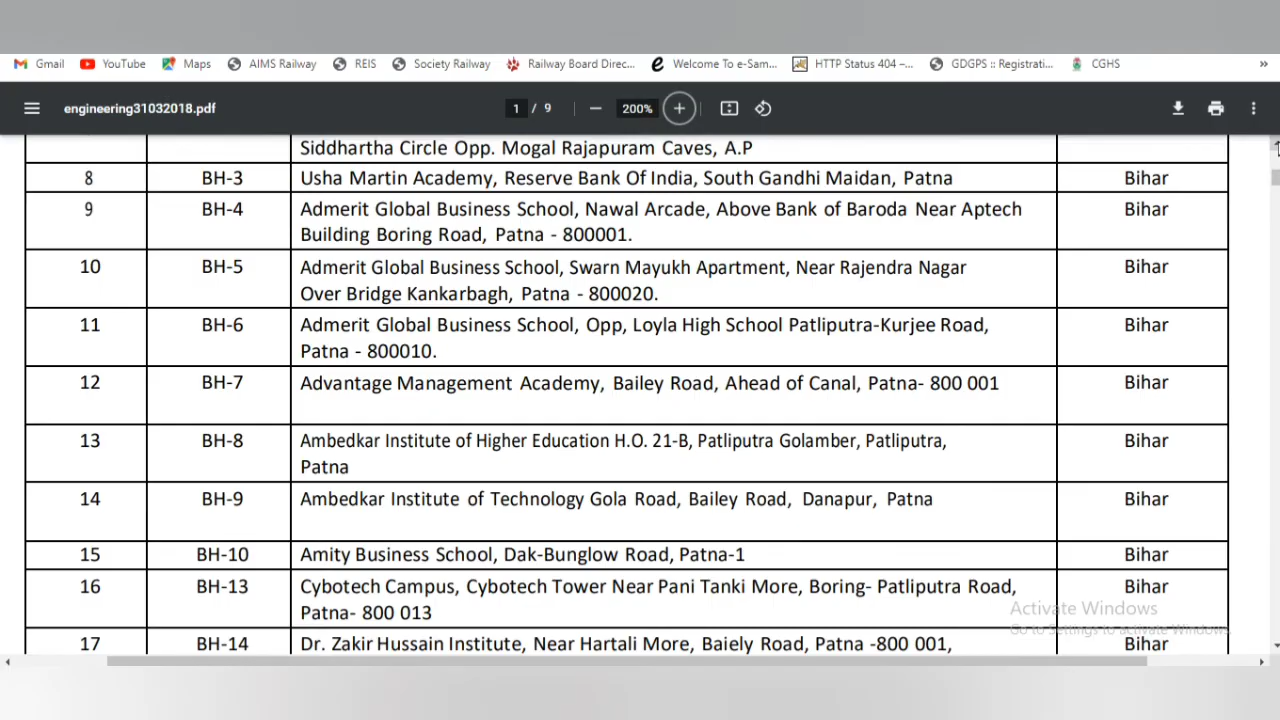 Gmail YouTube Maps AIMS Railway REIS Society Railway Railway Board Direc... Welcome To e-Sam... HTTP Status 404 –... GDGPS :: Registrati... CGHS »
engineering31032018.pdf 1 / 9 — 200% +
Siddhartha Circle Opp. Mogal Rajapuram Caves, A.P
8 BH-3 Usha Martin Academy, Reserve Bank Of India, South Gandhi Maidan, Patna Bihar
9 BH-4 Admerit Global Business School, Nawal Arcade, Above Bank of Baroda Near Aptech Bihar
Building Boring Road, Patna - 800001.
10 BH-5 Admerit Global Business School, Swarn Mayukh Apartment, Near Rajendra Nagar Bihar
Over Bridge Kankarbagh, Patna - 800020.
11 BH-6 Admerit Global Business School, Opp, Loyla High School Patliputra-Kurjee Road, Bihar
Patna - 800010.
12 BH-7 Advantage Management Academy, Bailey Road, Ahead of Canal, Patna- 800 001 Bihar
13 BH-8 Ambedkar Institute of Higher Education H.O. 21-B, Patliputra Golamber, Patliputra, Bihar
Patna
14 BH-9 Ambedkar Institute of Technology Gola Road, Bailey Road, Danapur, Patna Bihar
15 BH-10 Amity Business School, Dak-Bunglow Road, Patna-1 Bihar
16 BH-13 Cybotech Campus, Cybotech Tower Near Pani Tanki More, Boring- Patliputra Road, Bihar
Patna- 800 013
Activate Windows
Go to Settings to activate Windows.
17 BH-14 Dr. Zakir Hussain Institute, Near Hartali More, Baiely Road, Patna -800 001, Bihar